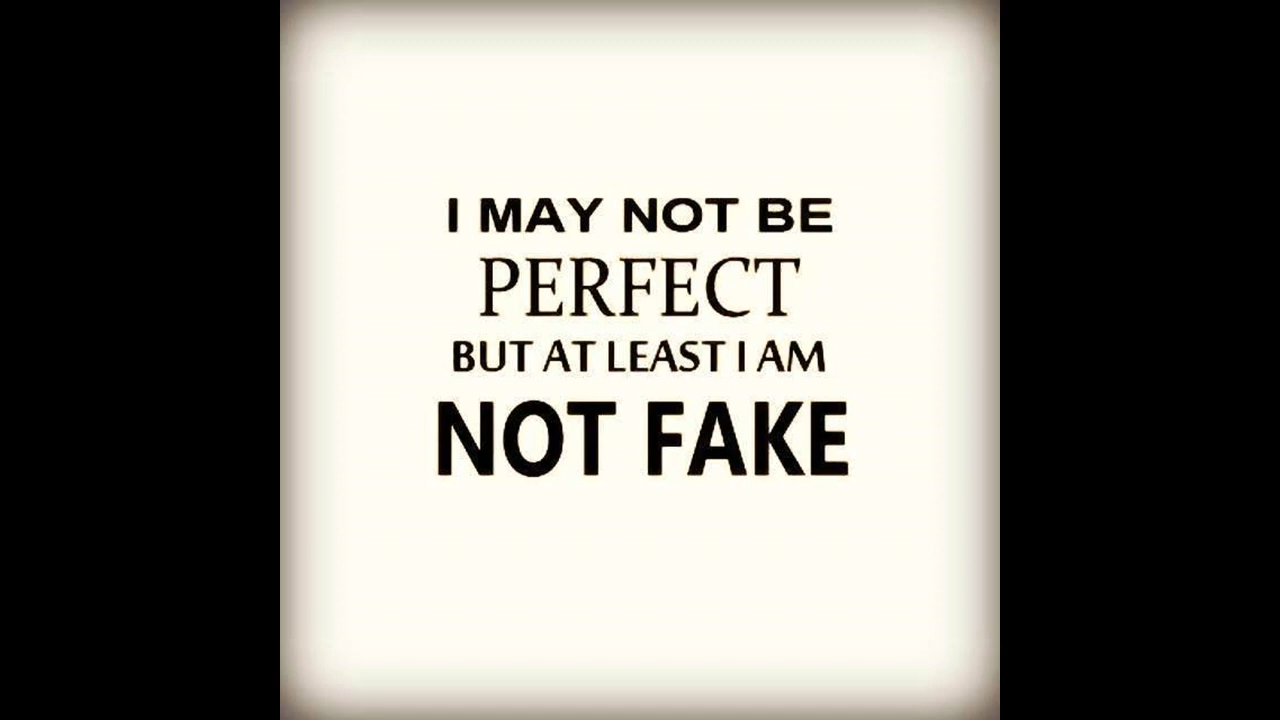 I MAY NOT BE
PERFECT
BUT AT LEAST I AM
NOT FAKE